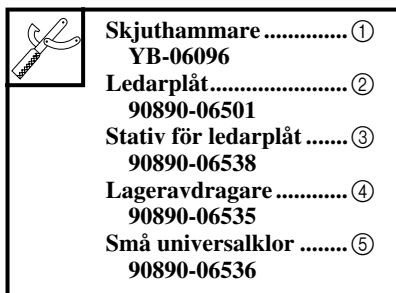 Skjuthammare .............. ①
YB-06096
Ledarplåt ...................... ②
90890-06501
Stativ för ledarplåt ....... ③
90890-06538
Lageravdragare ............ ④
90890-06535
Små universalklor ........ ⑤
90890-06536